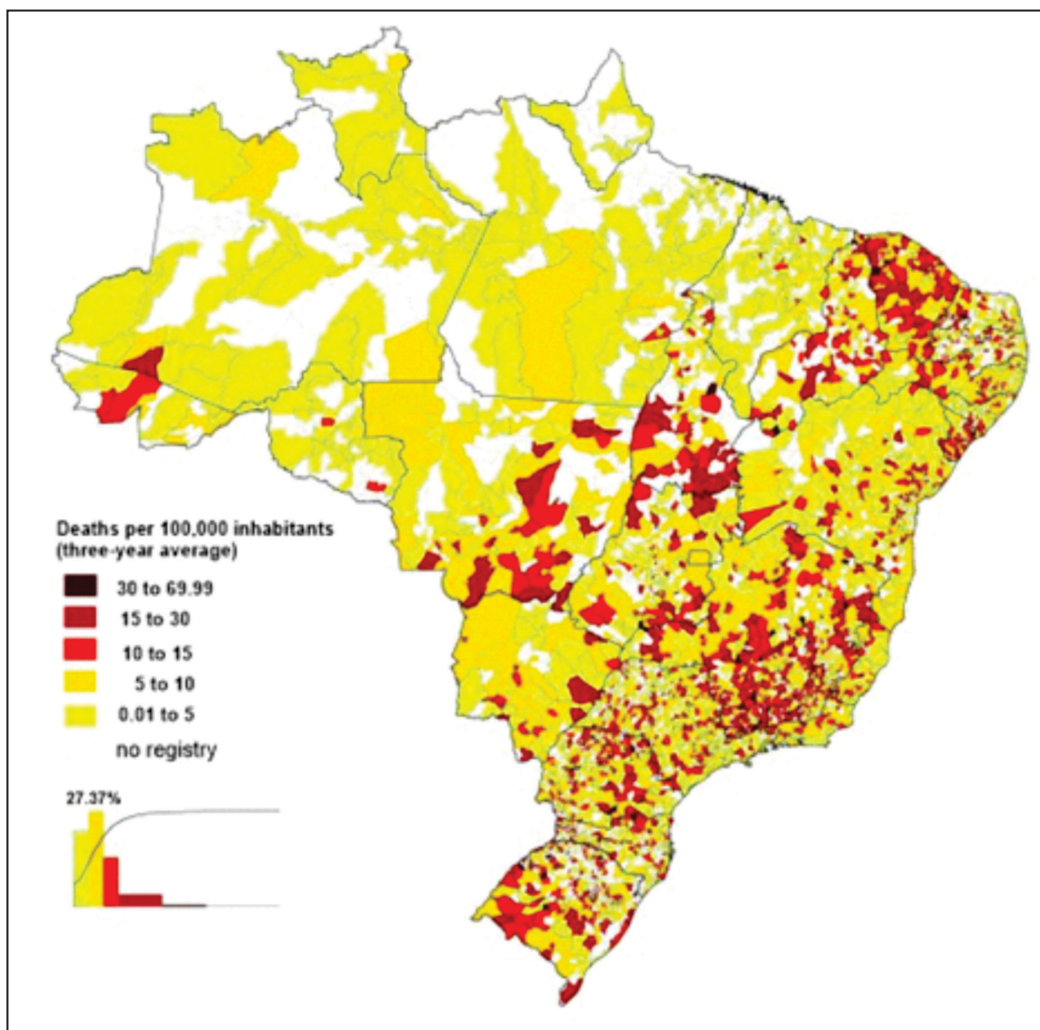 Deaths per 100,000 inhabitants
(three-year average)
30 to 69.99
15 to 30
10 to 15
5 to 10
0.01 to 5
no registry
27.37%